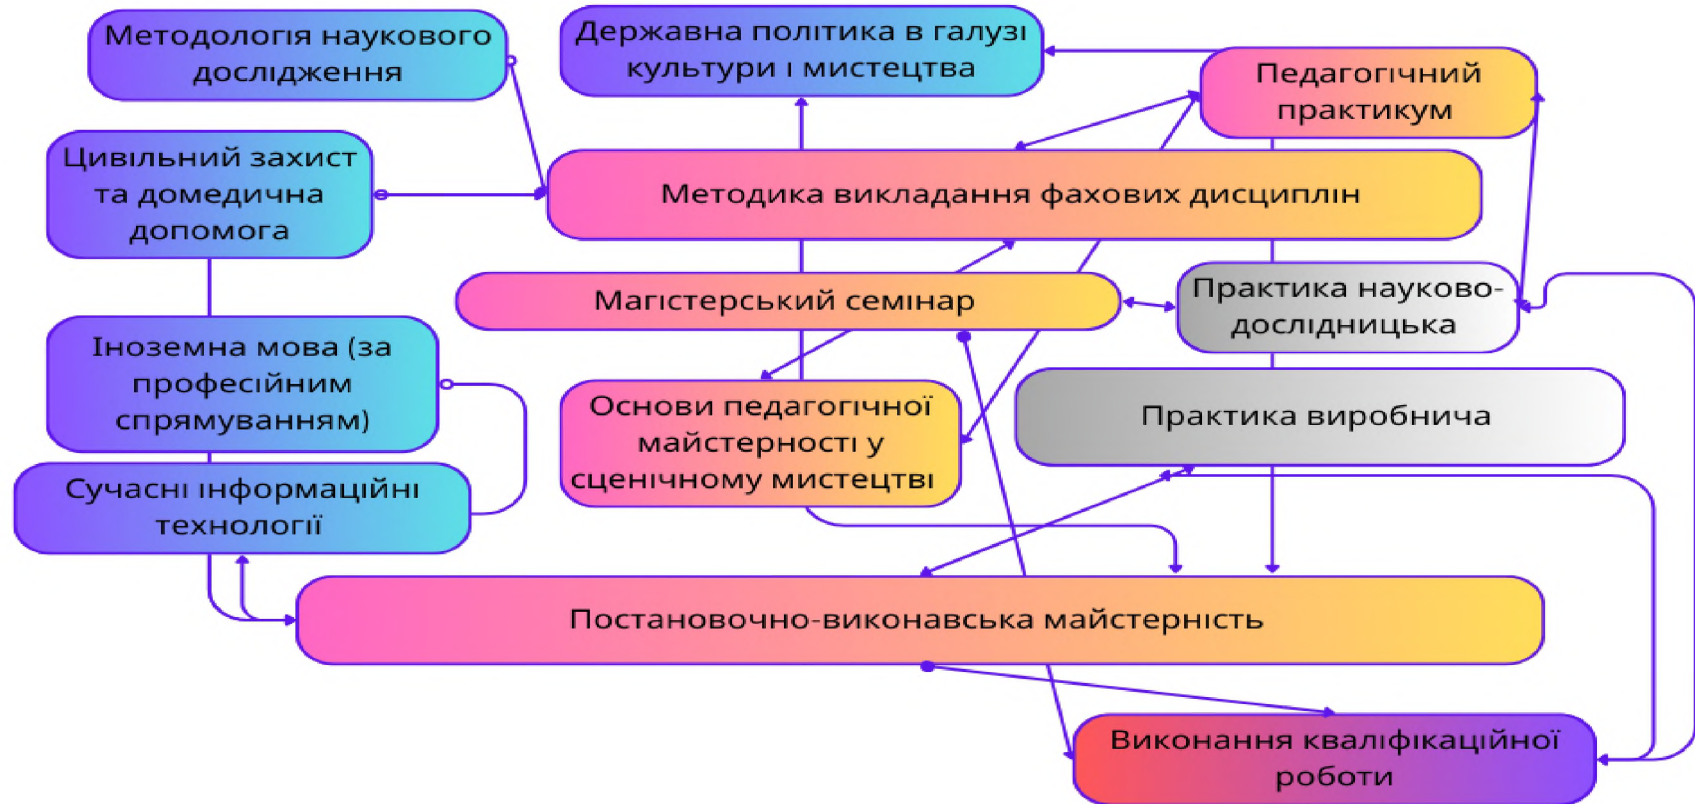 Методологія наукового
дослідження
Державна політика в галузі
культури і мистецтва
Педагогічний
практикум
Цивільний захист
та домедична
допомога
Методика викладання фахових дисциплін
Магістерський семінар
Практика науково-
дослідницька
Іноземна мова (за
професійним
спрямуванням)
Основи педагогічної
майстерності у
сценічному мистецтві
Практика виробнича
Сучасні інформаційні
технології
Постановочно-виконавська майстерність
Виконання кваліфікаційної
роботи